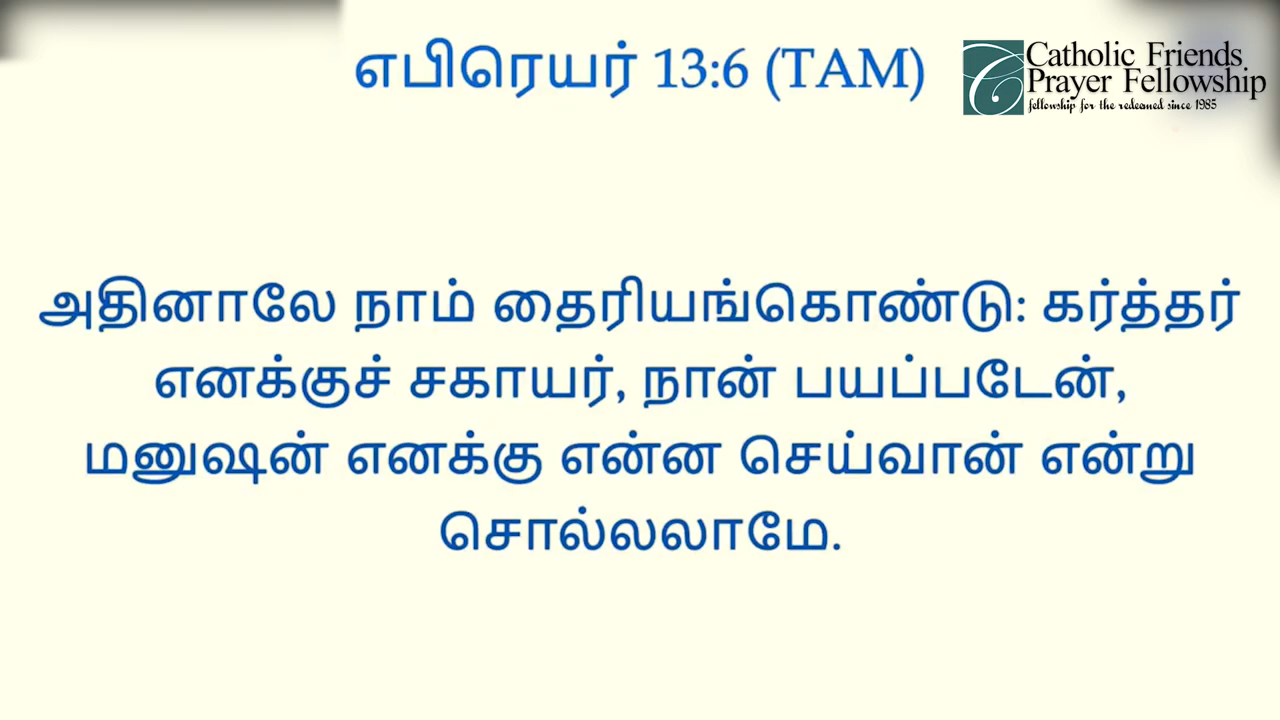 எபிரெயர் 13:6 (TAM)
Catholic Friends
Prayer Fellowship
fellowship for the redeemed since 1985
அதினாலே நாம் தைரியங்கொண்டு: கர்த்தர்
எனக்குச் சகாயர், நான் பயப்படேன்,
மனுஷன் எனக்கு என்ன செய்வான் என்று
சொல்லலாமே.